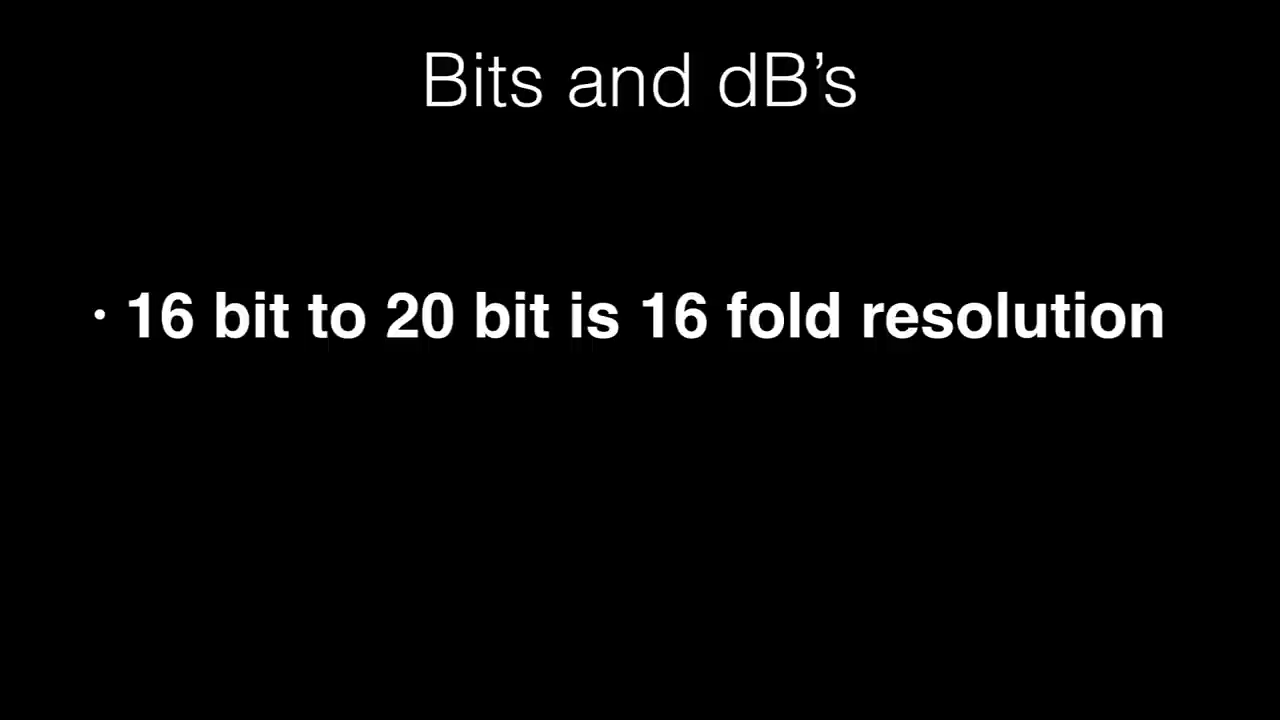 Bits and dB’s
• 16 bit to 20 bit is 16 fold resolution